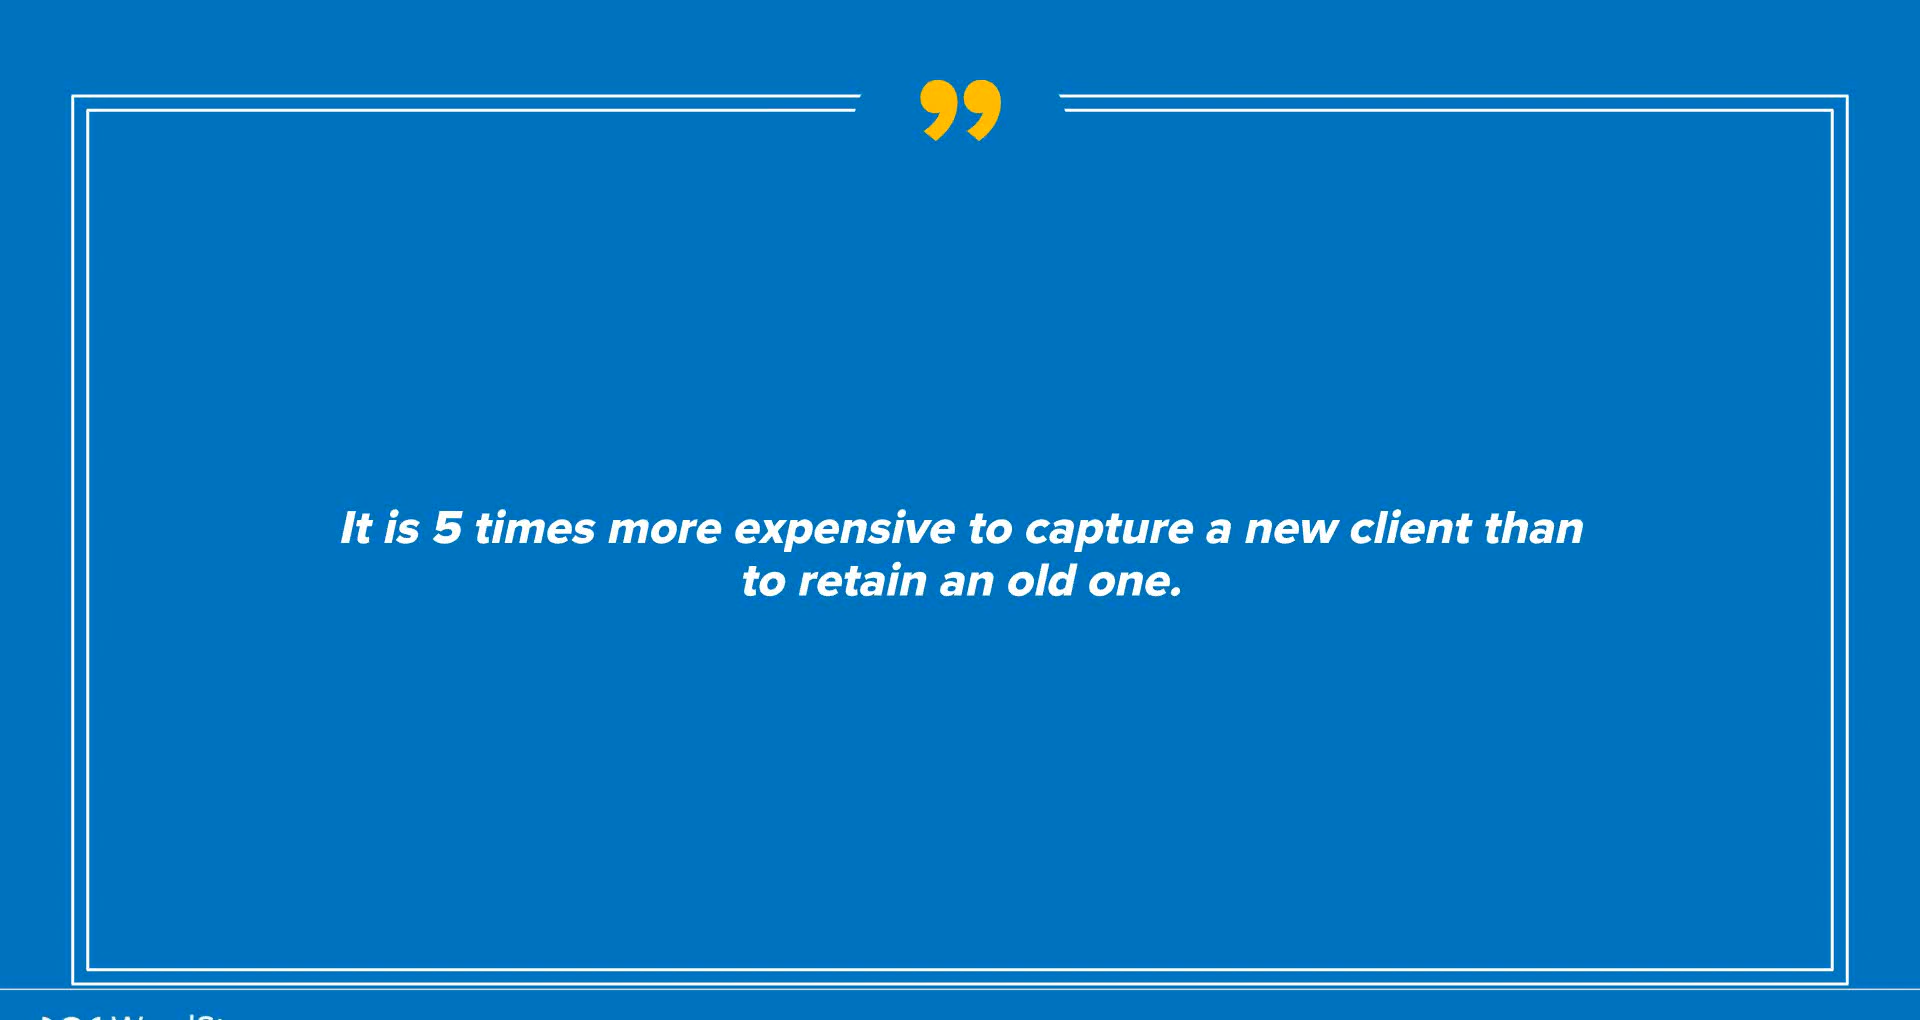 ”
It is 5 times more expensive to capture a new client than
to retain an old one.